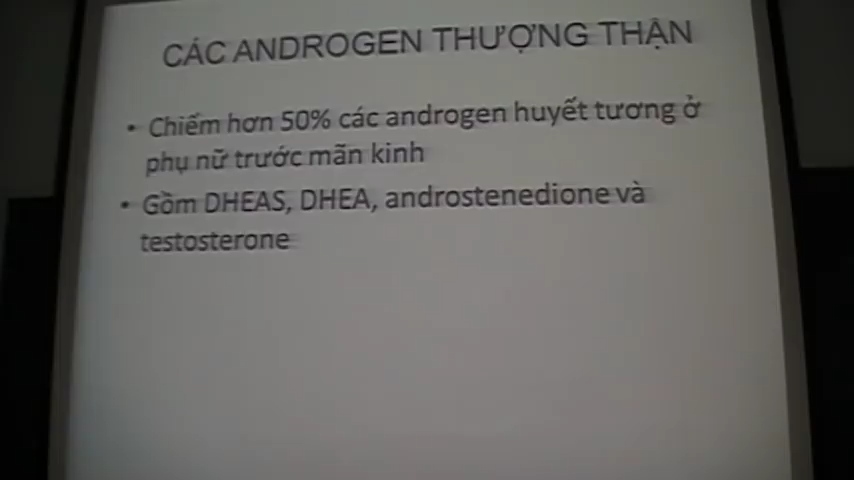 CÁC ANDROGEN THƯỢNG THẬN
• Chiếm hơn 50% các androgen huyết tương ở
phụ nữ trước mãn kinh
• Gồm DHEAS, DHEA, androstenedione và
testosterone